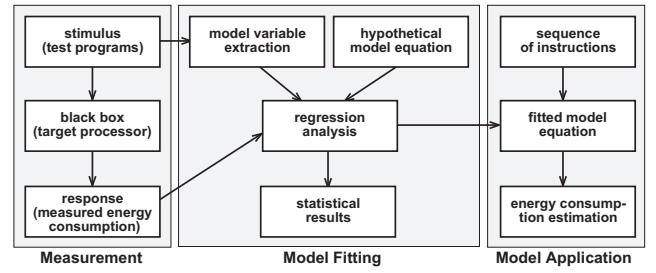 stimulus
(test programs)
black box
(target processor)
response
(measured energy
consumption)
Measurement
model variable
extraction
hypothetical
model equation
regression
analysis
statistical
results
Model Fitting
sequence
of instructions
fitted model
equation
energy consump-
tion estimation
Model Application